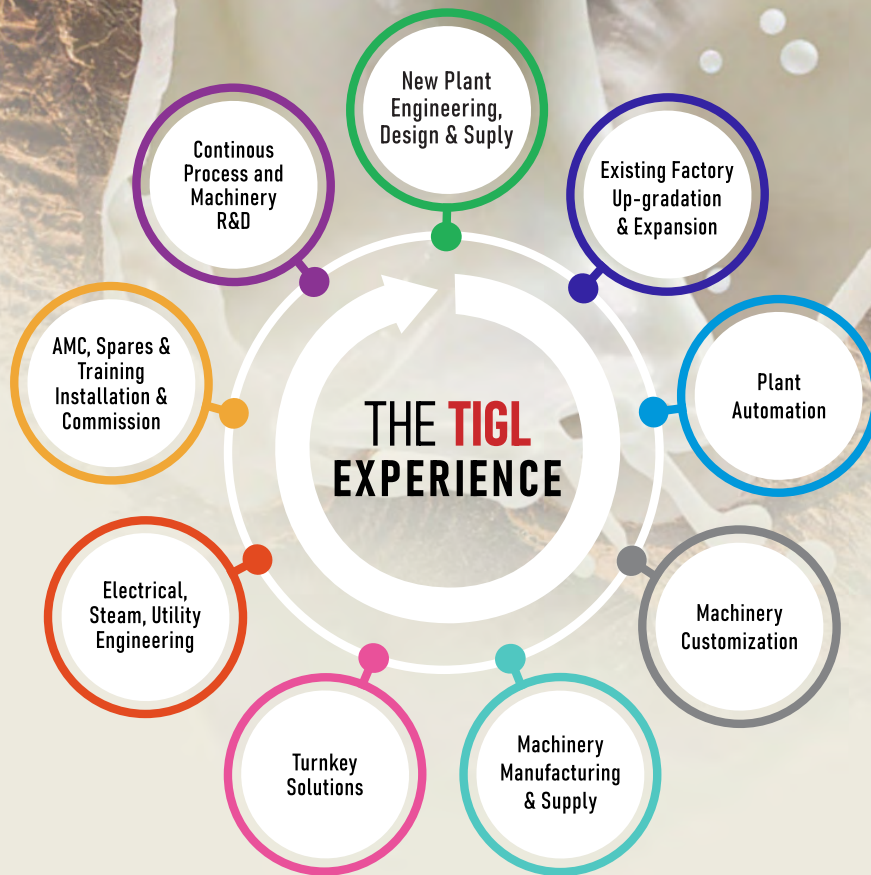 New Plant
Engineering,
Design & Suply
Existing Factory
Up-gradation
& Expansion
Plant
Automation
Machinery
Customization
Machinery
Manufacturing
& Supply
Turnkey
Solutions
Electrical,
Steam, Utility
Engineering
AMC, Spares &
Training
Installation &
Commission
Continous
Process and
Machinery
R&D
THE TIGL
EXPERIENCE